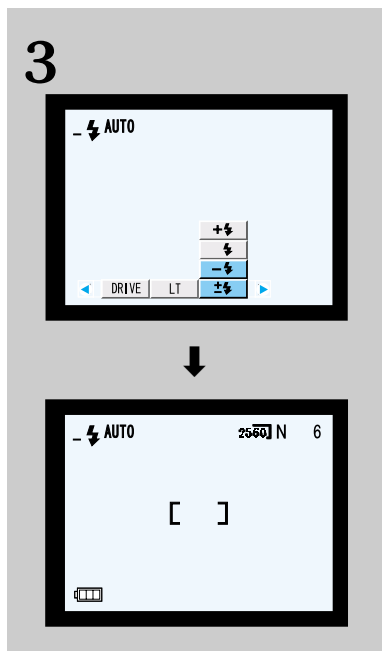 3
_ ⚡ AUTO
+⚡
⚡
−⚡
◀ DRIVE LT ±⚡ ▶
_ ⚡ AUTO 2560 N 6
[ ]